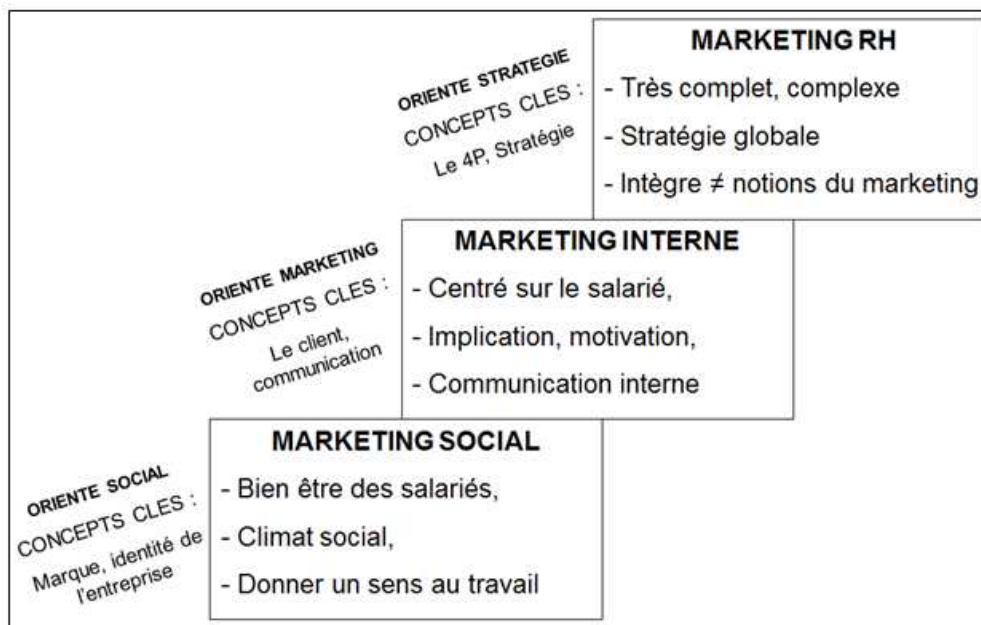 MARKETING RH
- Très complet, complexe
- Stratégie globale
- Intègre ≠ notions du marketing
ORIENTE STRATEGIE
CONCEPTS CLES :
Le 4P, Stratégie
MARKETING INTERNE
- Centré sur le salarié,
- Implication, motivation,
- Communication interne
ORIENTE MARKETING
CONCEPTS CLES :
Le client,
communication
MARKETING SOCIAL
- Bien être des salariés,
- Climat social,
- Donner un sens au travail
ORIENTE SOCIAL
CONCEPTS CLES :
Marque, identité de
l'entreprise